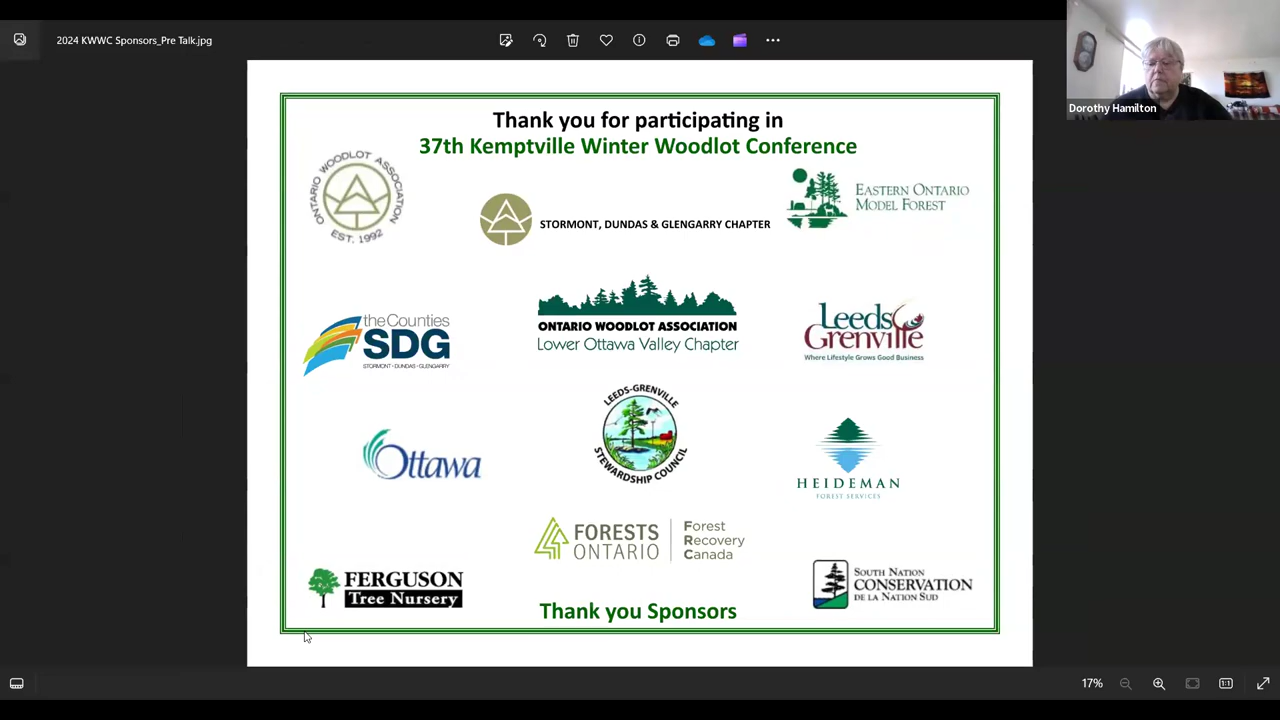 2024 KWWC Sponsors_Pre Talk.jpg
Dorothy Hamilton
Thank you for participating in
37th Kemptville Winter Woodlot Conference
ONTARIO WOODLOT ASSOCIATION
EST. 1992
STORMONT, DUNDAS & GLENGARRY CHAPTER
EASTERN ONTARIO
MODEL FOREST
the Counties
SDG
STORMONT • DUNDAS • GLENGARRY
ONTARIO WOODLOT ASSOCIATION
Lower Ottawa Valley Chapter
Leeds
Grenville
Where Lifestyle Grows Good Business
Ottawa
LEEDS-GRENVILLE
STEWARDSHIP COUNCIL
HEIDEMAN
FOREST SERVICES
FORESTS
ONTARIO
Forest
Recovery
Canada
FERGUSON
Tree Nursery
SOUTH NATION
CONSERVATION
DE LA NATION SUD
Thank you Sponsors
17%
1:1